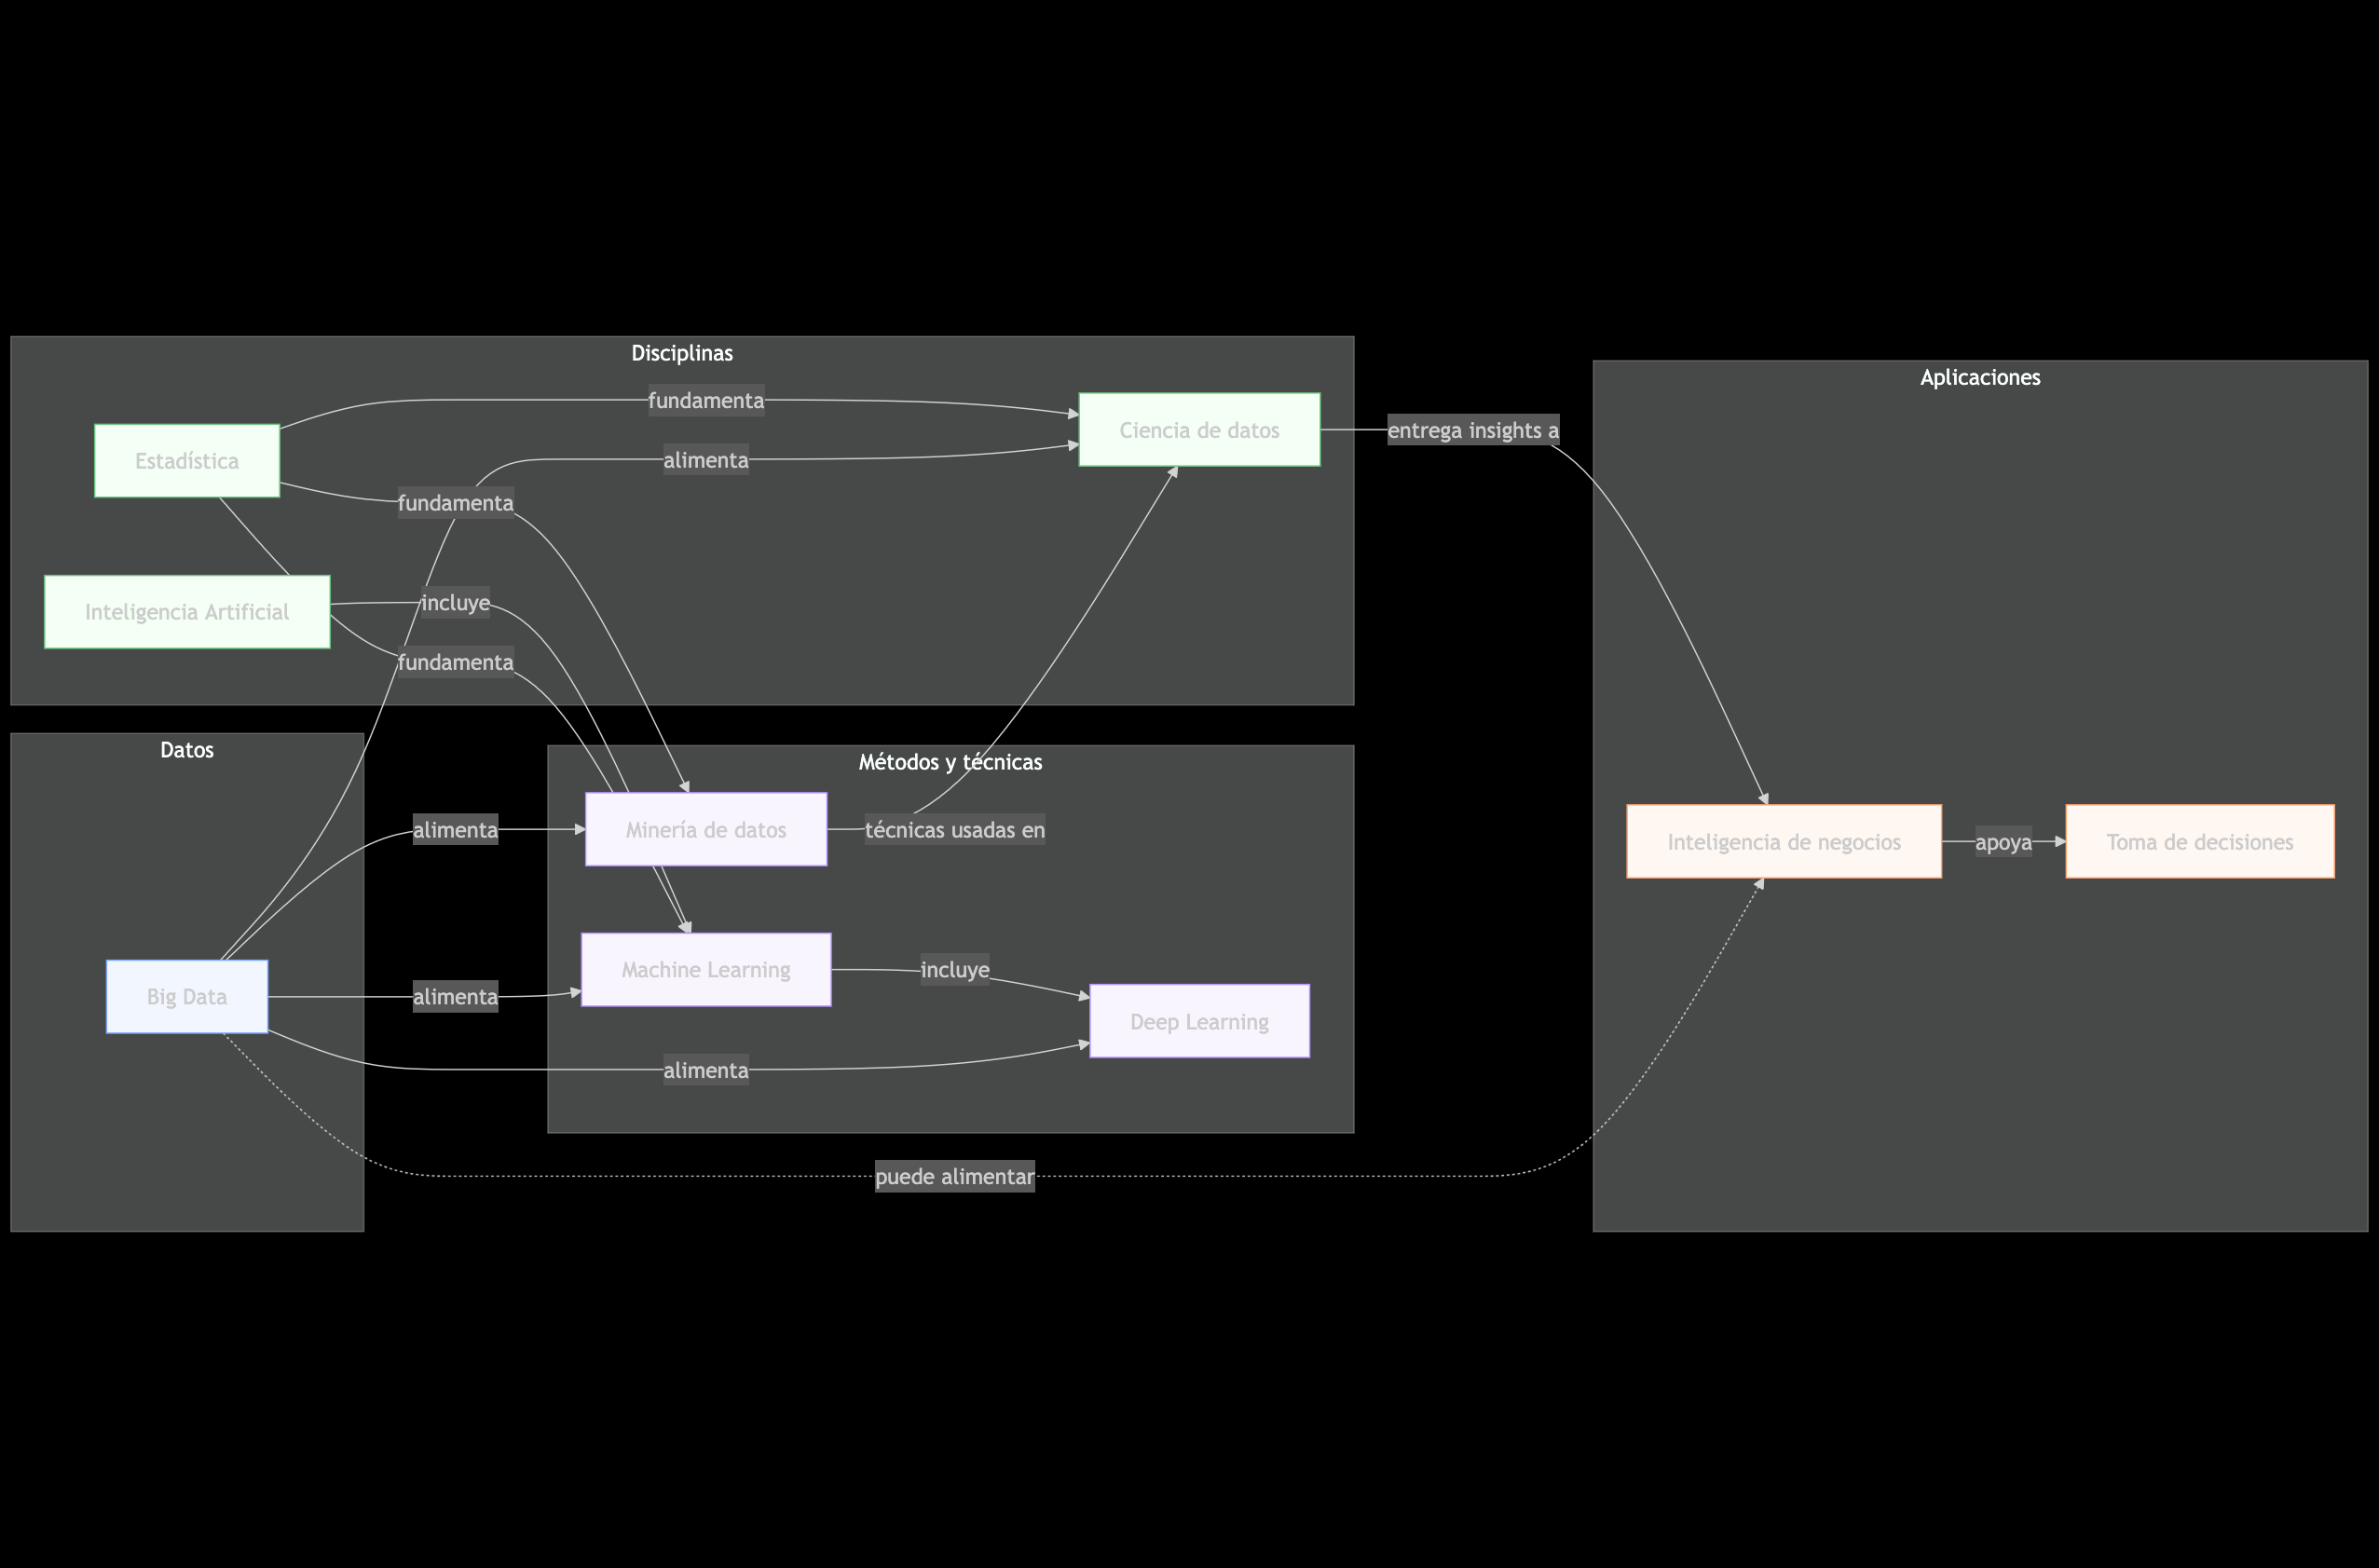 Disciplinas
Aplicaciones
fundamenta
Ciencia de datos
entrega insights a
Estadística
alimenta
fundamenta
incluye
Inteligencia Artificial
fundamenta
Datos
Métodos y técnicas
alimenta
Minería de datos
técnicas usadas en
Inteligencia de negocios
apoya
Toma de decisiones
Machine Learning
incluye
Big Data
alimenta
Deep Learning
alimenta
puede alimentar